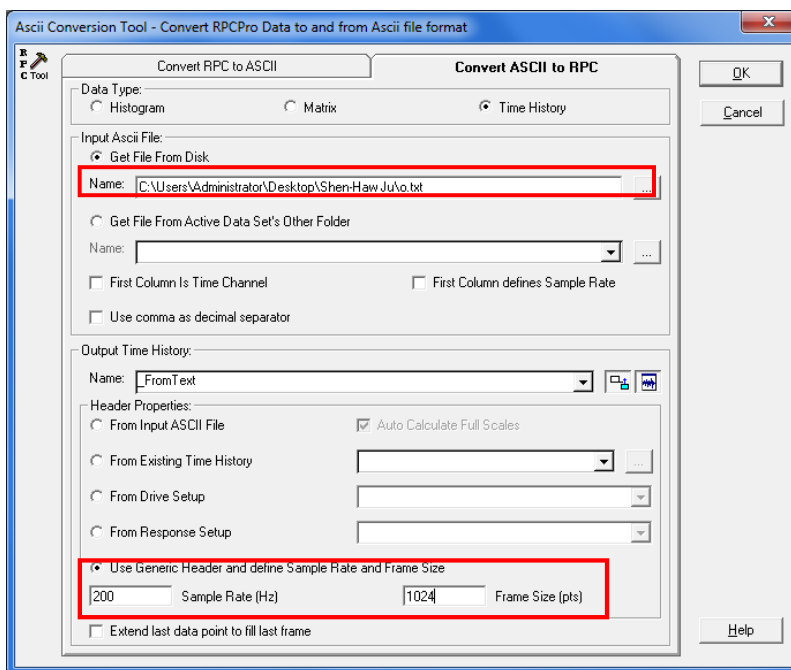 Ascii Conversion Tool - Convert RPCPro Data to and from Ascii file format
R P C Tool
Convert RPC to ASCII
Convert ASCII to RPC
OK
Cancel
Data Type:
Histogram Matrix Time History
Input Ascii File:
Get File From Disk
Name: C:\Users\Administrator\Desktop\Shen-Haw Ju\o.txt ...
Get File From Active Data Set's Other Folder
Name: ...
First Column Is Time Channel First Column defines Sample Rate
Use comma as decimal separator
Output Time History:
Name: _FromText
Header Properties:
From Input ASCII File Auto Calculate Full Scales
From Existing Time History ...
From Drive Setup
From Response Setup
Use Generic Header and define Sample Rate and Frame Size
200 Sample Rate (Hz) 1024 Frame Size (pts)
Extend last data point to fill last frame
Help